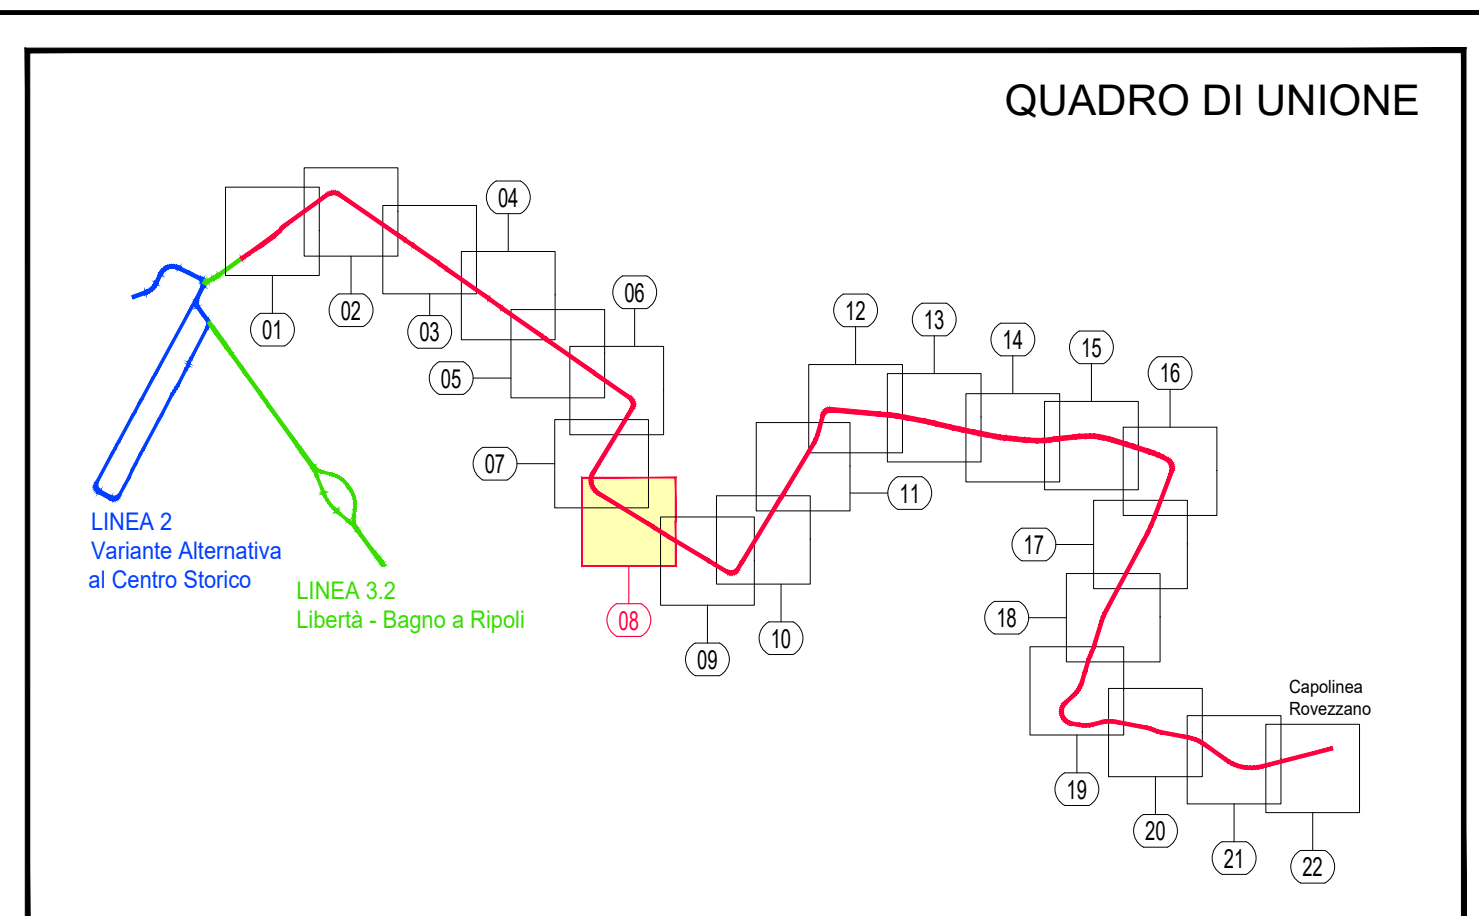 QUADRO DI UNIONE
04
06
12
13
14
15
16
01
02
03
05
07
11
LINEA 2
Variante Alternativa
al Centro Storico
LINEA 3.2
Libertà - Bagno a Ripoli
17
18
08
09
10
Capolinea
Rovezzano
19
20
21
22